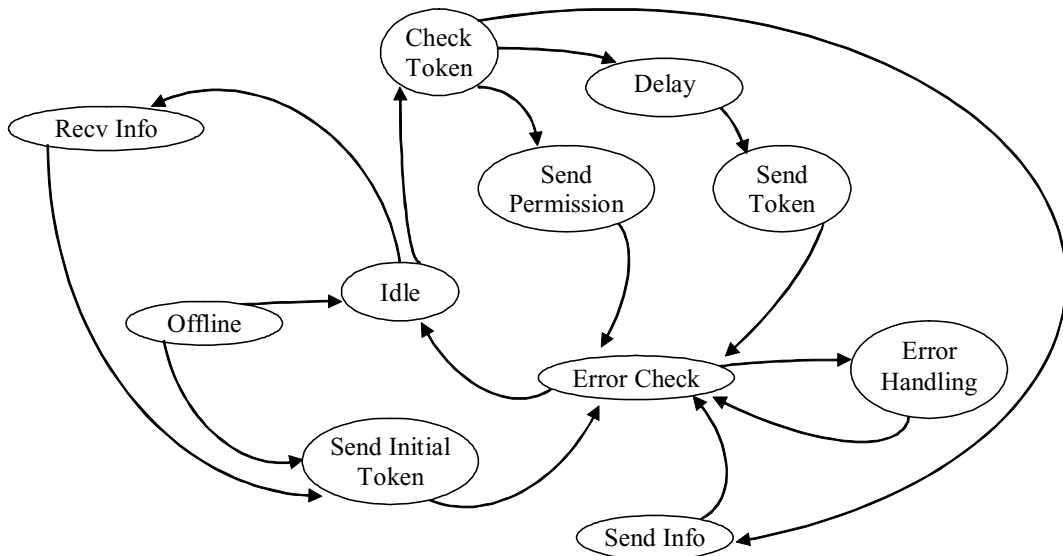 Check
Token
Delay
Recv Info
Send
Permission
Send
Token
Idle
Offline
Error Check
Error
Handling
Send Initial
Token
Send Info